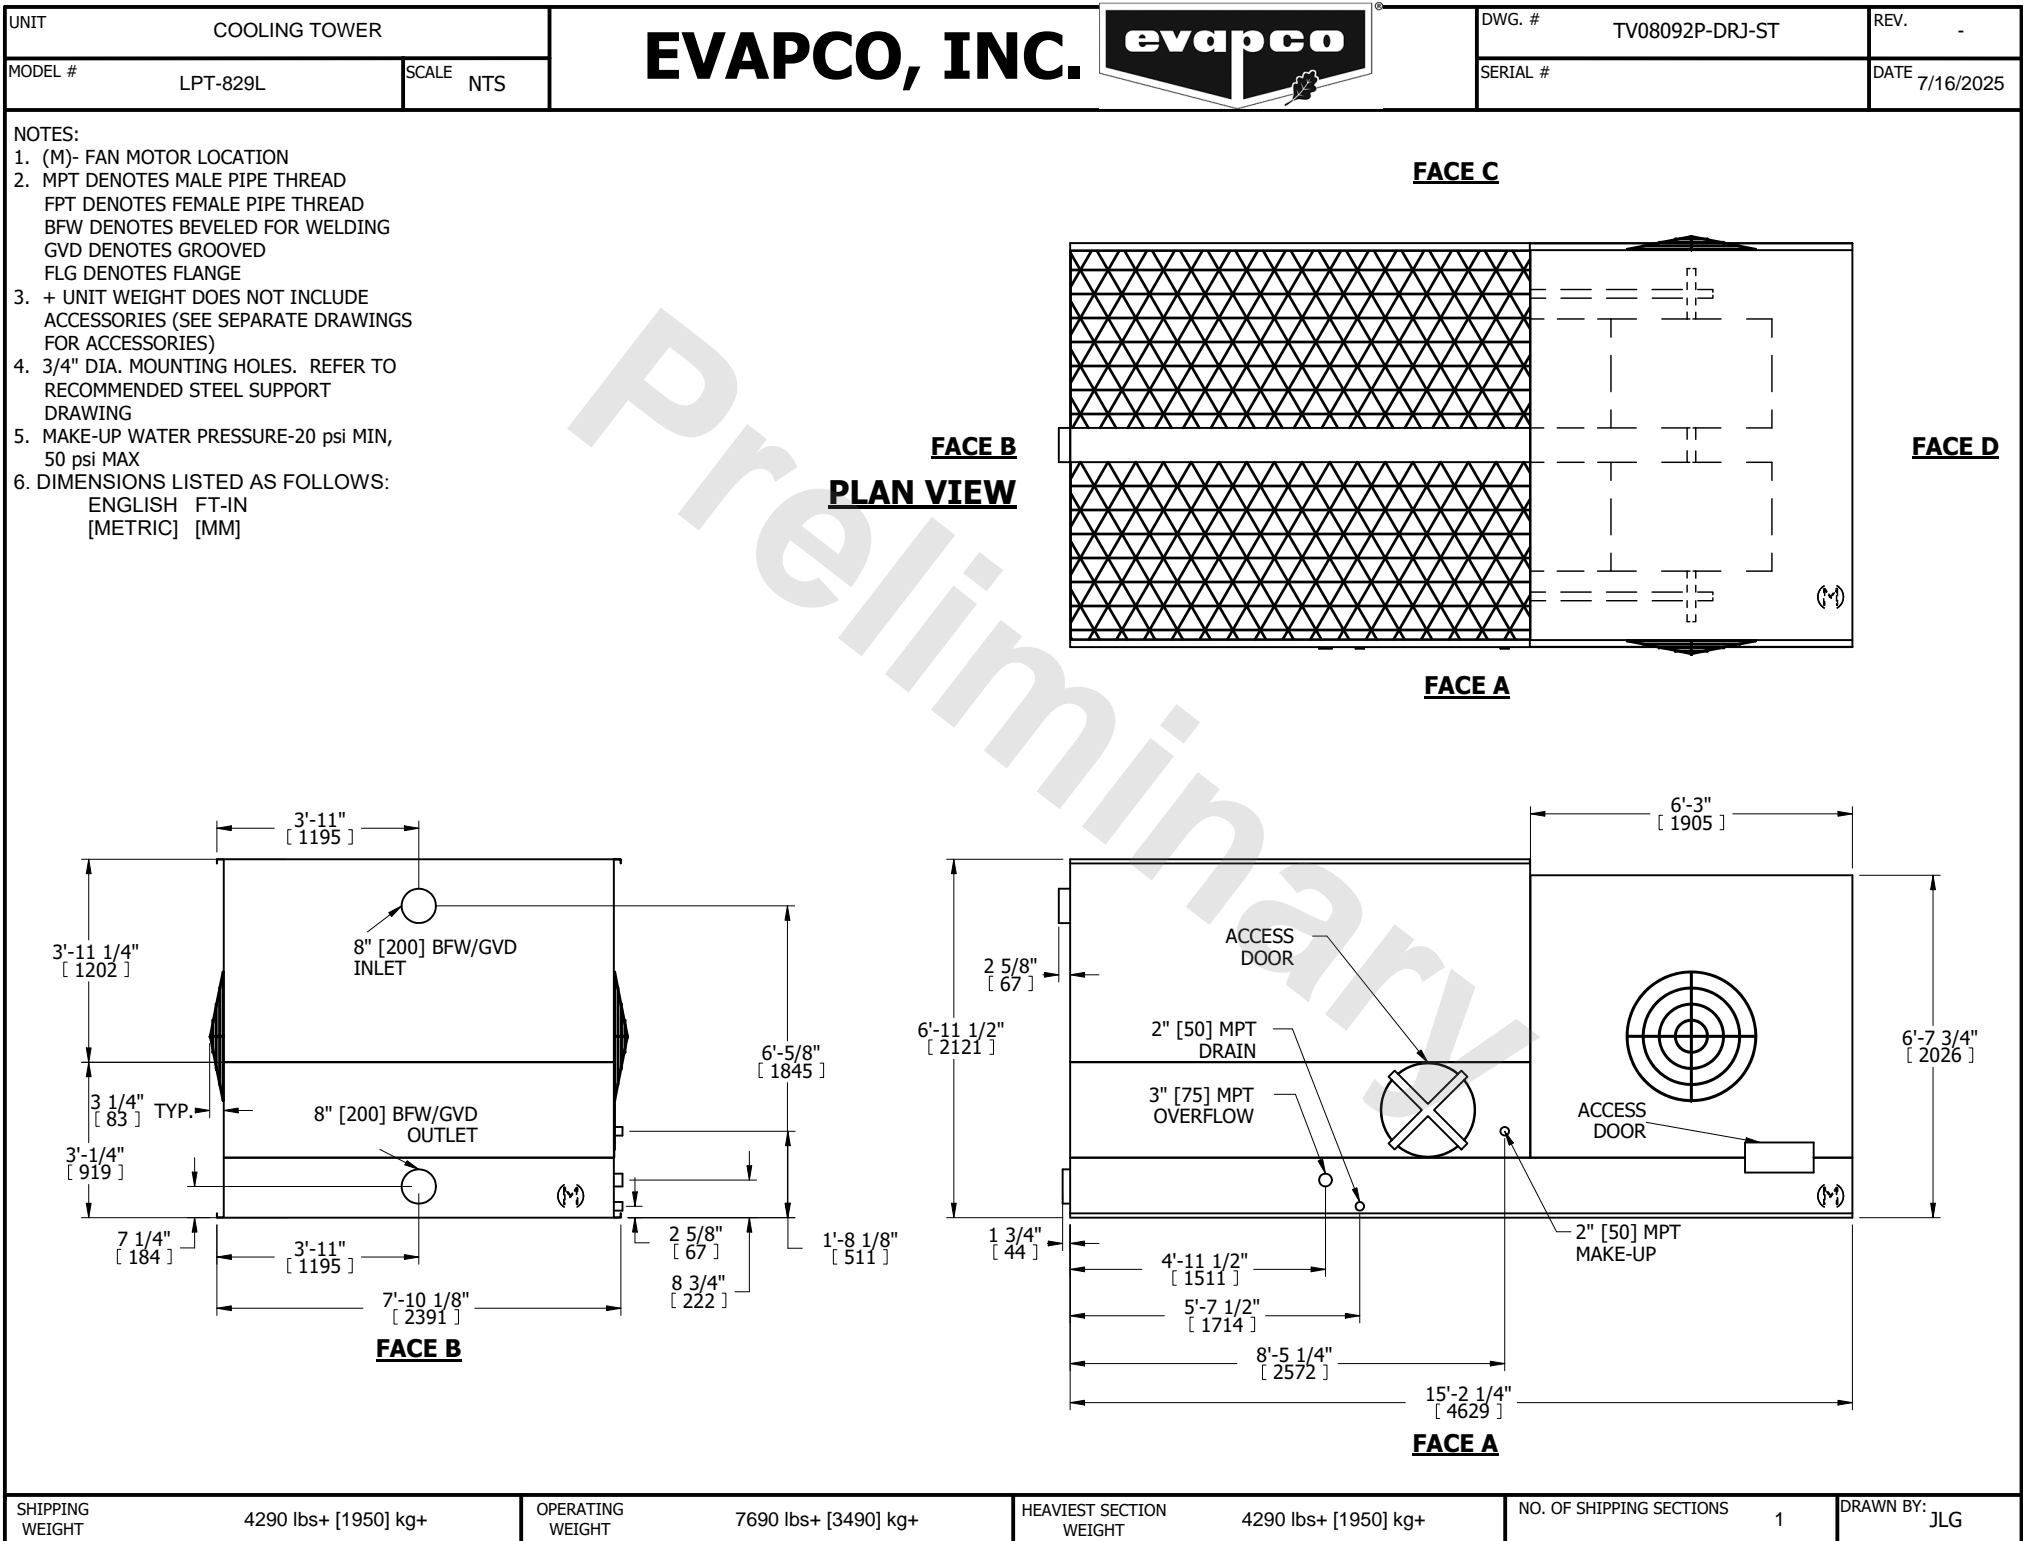 UNIT
COOLING TOWER
MODEL #
LPT-829L
SCALE
NTS
EVAPCO, INC.
evapco
®
DWG. #
TV08092P-DRJ-ST
REV.
-
SERIAL #
DATE
7/16/2025
NOTES:
1. (M)- FAN MOTOR LOCATION
2. MPT DENOTES MALE PIPE THREAD
FPT DENOTES FEMALE PIPE THREAD
BFW DENOTES BEVELED FOR WELDING
GVD DENOTES GROOVED
FLG DENOTES FLANGE
3. + UNIT WEIGHT DOES NOT INCLUDE
ACCESSORIES (SEE SEPARATE DRAWINGS
FOR ACCESSORIES)
4. 3/4" DIA. MOUNTING HOLES. REFER TO
RECOMMENDED STEEL SUPPORT
DRAWING
5. MAKE-UP WATER PRESSURE-20 psi MIN,
50 psi MAX
6. DIMENSIONS LISTED AS FOLLOWS:
ENGLISH FT-IN
[METRIC] [MM]
FACE C
FACE B
PLAN VIEW
FACE D
(M)
FACE A
Preliminary
3'-11"
[ 1195 ]
3'-11 1/4"
[ 1202 ]
8" [200] BFW/GVD
INLET
6'-5/8"
[ 1845 ]
3 1/4"
[ 83 ]
TYP.
8" [200] BFW/GVD
OUTLET
3'-1/4"
[ 919 ]
(M)
7 1/4"
[ 184 ]
3'-11"
[ 1195 ]
2 5/8"
[ 67 ]
1'-8 1/8"
[ 511 ]
8 3/4"
[ 222 ]
7'-10 1/8"
[ 2391 ]
FACE B
6'-3"
[ 1905 ]
2 5/8"
[ 67 ]
ACCESS
DOOR
6'-11 1/2"
[ 2121 ]
2" [50] MPT
DRAIN
6'-7 3/4"
[ 2026 ]
3" [75] MPT
OVERFLOW
ACCESS
DOOR
(M)
1 3/4"
[ 44 ]
2" [50] MPT
MAKE-UP
4'-11 1/2"
[ 1511 ]
5'-7 1/2"
[ 1714 ]
8'-5 1/4"
[ 2572 ]
15'-2 1/4"
[ 4629 ]
FACE A
SHIPPING
WEIGHT
4290 lbs+ [1950] kg+
OPERATING
WEIGHT
7690 lbs+ [3490] kg+
HEAVIEST SECTION
WEIGHT
4290 lbs+ [1950] kg+
NO. OF SHIPPING SECTIONS
1
DRAWN BY:
JLG